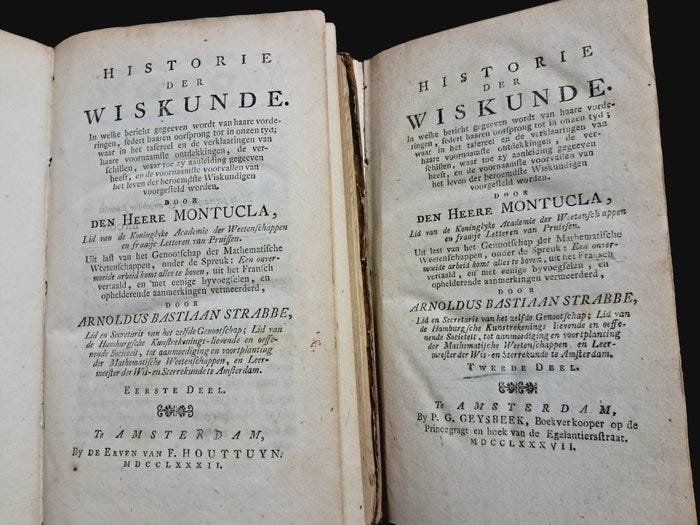 HISTORIE
DER
WISKUNDE.
In welke bericht gegeeven wordt van haare vorde-
ringen, sedert haaren oorsprong tot in onzen tyd;
waar in het tafereel en de verklaaringen van
haare voornaamste ontdekkingen, de ver-
schillen, waar toe zy aanleiding gegeeven
heeft, en de voornaamste voorvallen van
het leven der beroemdste Wiskundigen
voorgesteld worden.
DOOR
DEN HEERE MONTUCLA,
Lid van de Koninglyke Academie der Weetenschappen
en fraaije Letteren van Pruissen.
Uit last van het Genootschap der Mathematische
Weetenschappen, onder de Spreuk: Een onver-
moeide arbeid komt alles te boven, uit het Fransch
vertaald, en met eenige byvoegselen, en
ophelderende aanmerkingen vermeerderd,
DOOR
ARNOLDUS BASTIAAN STRABBE,
Lid en Secretaris van het zelfde Genootschap; Lid van
de Hamburgsche Kunstrekenings-lievende en oeffe-
nende Societeit, tot aanmoediging en voortplanting
der Mathematische Weetenschappen, en Leer-
meester der Wis- en Sterrekunde te Amsterdam.
EERSTE DEEL.
Te AMSTERDAM,
By DE ERVEN VAN F. HOUTTUYN.
MDCCLXXXII.
HISTORIE
DER
WISKUNDE.
In welke bericht gegeeven wordt van haare vorde-
ringen, sedert haaren oorsprong tot in onzen tyd;
waar in het tafereel en de verklaaringen van
haare voornaamste ontdekkingen, de ver-
schillen, waar toe zy aanleiding gegeeven
heeft, en de voornaamste voorvallen van
het leven der beroemdste Wiskundigen
voorgesteld worden.
DOOR
DEN HEERE MONTUCLA,
Lid van de Koninglyke Academie der Weetenschappen
en fraaije Letteren van Pruissen.
Uit last van het Genootschap der Mathematische
Weetenschappen, onder de Spreuk: Een onver-
moeide arbeid komt alles te boven, uit het Fransch
vertaald, en met eenige byvoegselen, en
ophelderende aanmerkingen vermeerderd,
DOOR
ARNOLDUS BASTIAAN STRABBE,
Lid en Secretaris van het zelfde Genootschap; Lid van
de Hamburgsche Kunstrekenings lievende en oeffe-
nende Societeit, tot aanmoediging en voortplanting
der Mathematische Weetenschappen, en Leer-
meester der Wis- en Sterrekunde te Amsterdam.
TWEEDE DEEL.
Te AMSTERDAM,
By P. G. GEYSBEEK, Boekverkooper op de
Princegragt en hoek van de Egelantiersstraat.
MDCCLXXXVII.